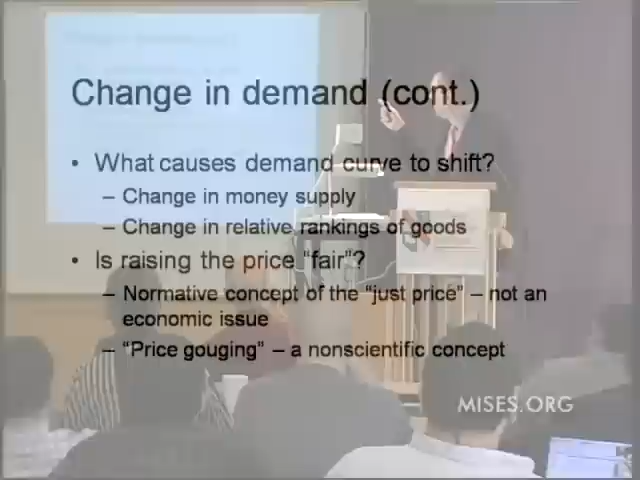 Change in demand (cont.)
• What causes demand curve to shift?
– Change in money supply
– Change in relative rankings of goods
• Is raising the price “fair”?
– Normative concept of the “just price” – not an
economic issue
– “Price gouging” – a nonscientific concept
MISES.ORG